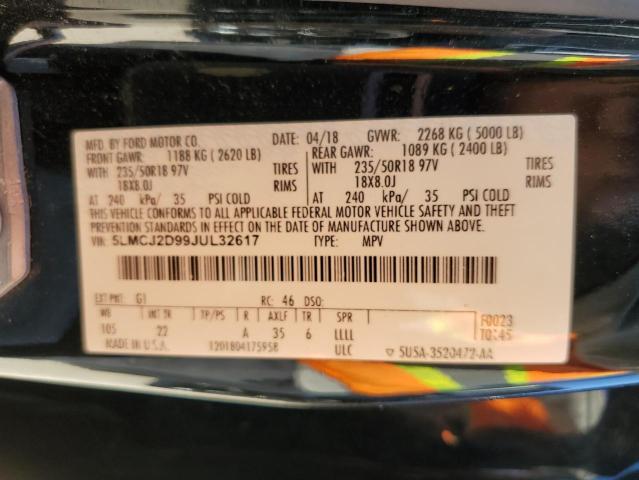 MFD. BY FORD MOTOR CO. DATE: 04/18 GVWR: 2268 KG ( 5000 LB)
FRONT GAWR: 1188 KG ( 2620 LB) REAR GAWR: 1089 KG ( 2400 LB)
WITH 235/50R18 97V TIRES WITH 235/50R18 97V TIRES
18X8.0J RIMS 18X8.0J RIMS
AT 240 kPa/ 35 PSI COLD AT 240 kPa/ 35 PSI COLD
THIS VEHICLE CONFORMS TO ALL APPLICABLE FEDERAL MOTOR VEHICLE SAFETY AND THEFT
PREVENTION STANDARDS IN EFFECT ON THE DATE OF MANUFACTURE SHOWN ABOVE.
VIN: 5LMCJ2D99JUL32617 TYPE: MPV
EXT PNT: G1 RC: 46 DSO:
WB INT TR TP/PS R AXLE TR SPR F0023
105 22 A 35 6 LLLL T0145
MADE IN U.S.A. 1201804175958 ULC ▽ 5USA-3520472-AA